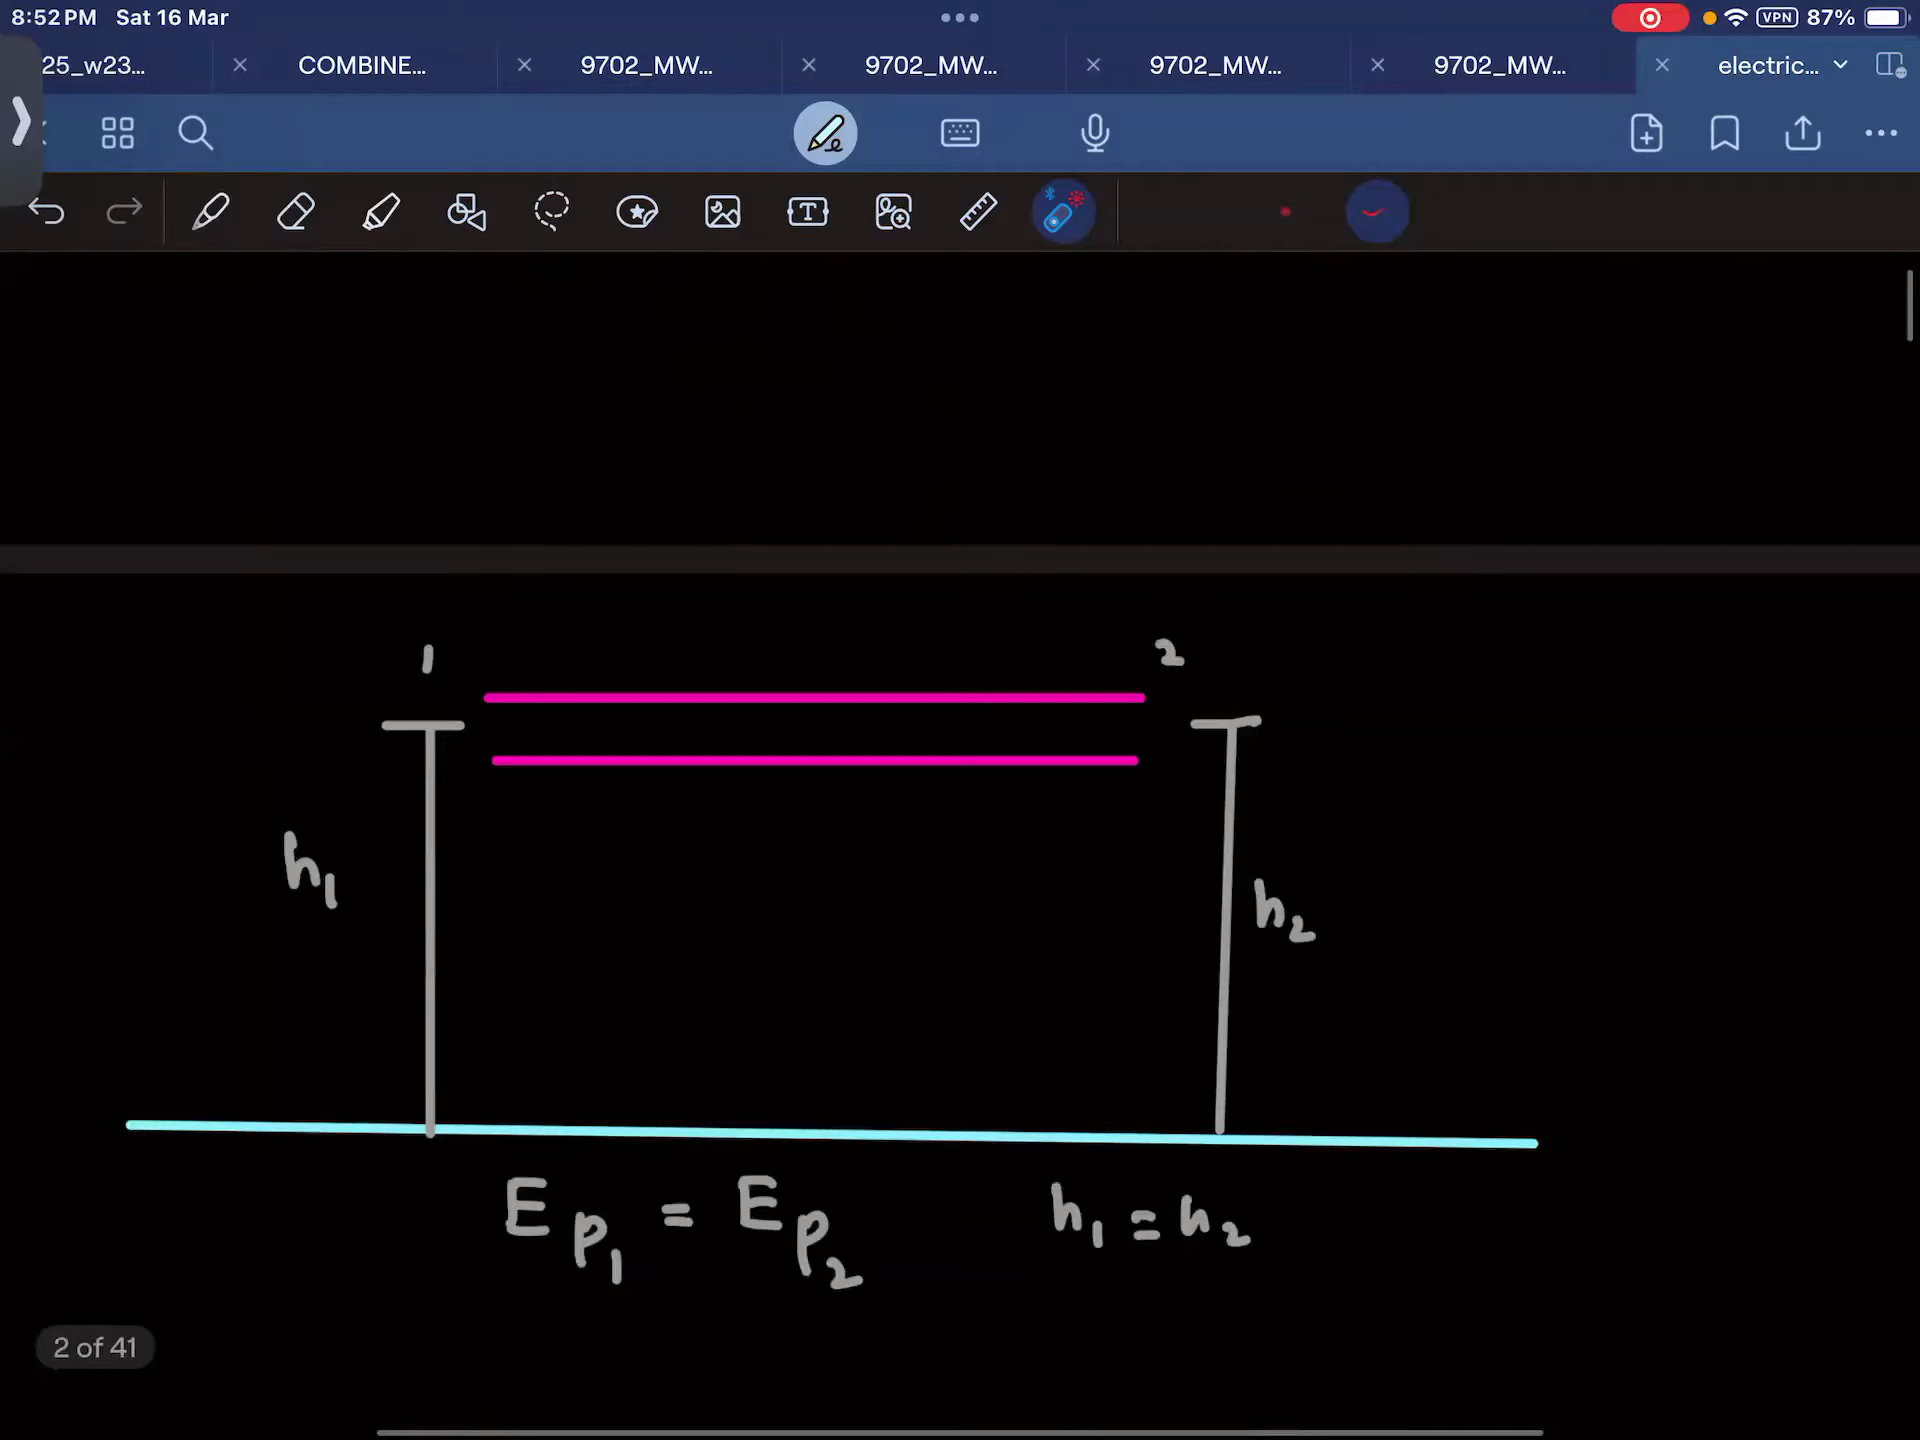 8:52 PM Sat 16 Mar
VPN 87%
25_w23... COMBINE... 9702_MW... 9702_MW... 9702_MW... 9702_MW... electric...
1 2
h₁
h₂
Eₚ₁ = Eₚ₂ h₁ = h₂
2 of 41